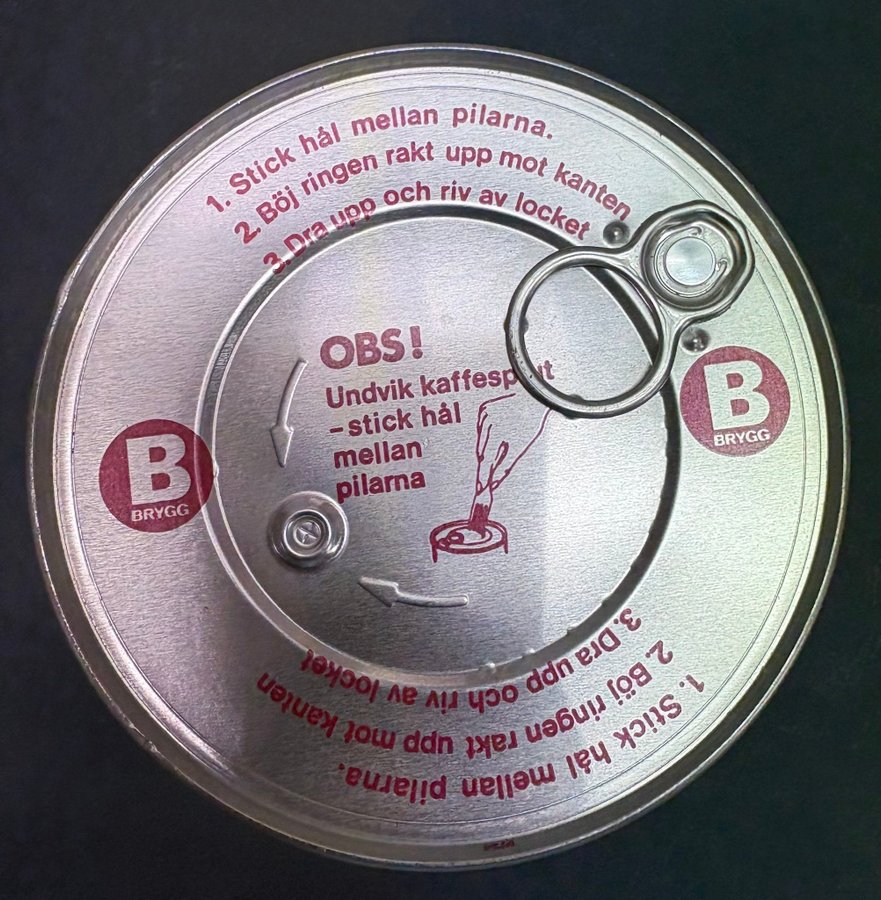 1. Stick hål mellan pilarna.
2. Böj ringen rakt upp mot kanten
3. Dra upp och riv av locket
OBS!
Undvik kaffesprut
– stick hål
mellan
pilarna
B
BRYGG
B
BRYGG
1. Stick hål mellan pilarna.
2. Böj ringen rakt upp mot kanten
3. Dra upp och riv av locket